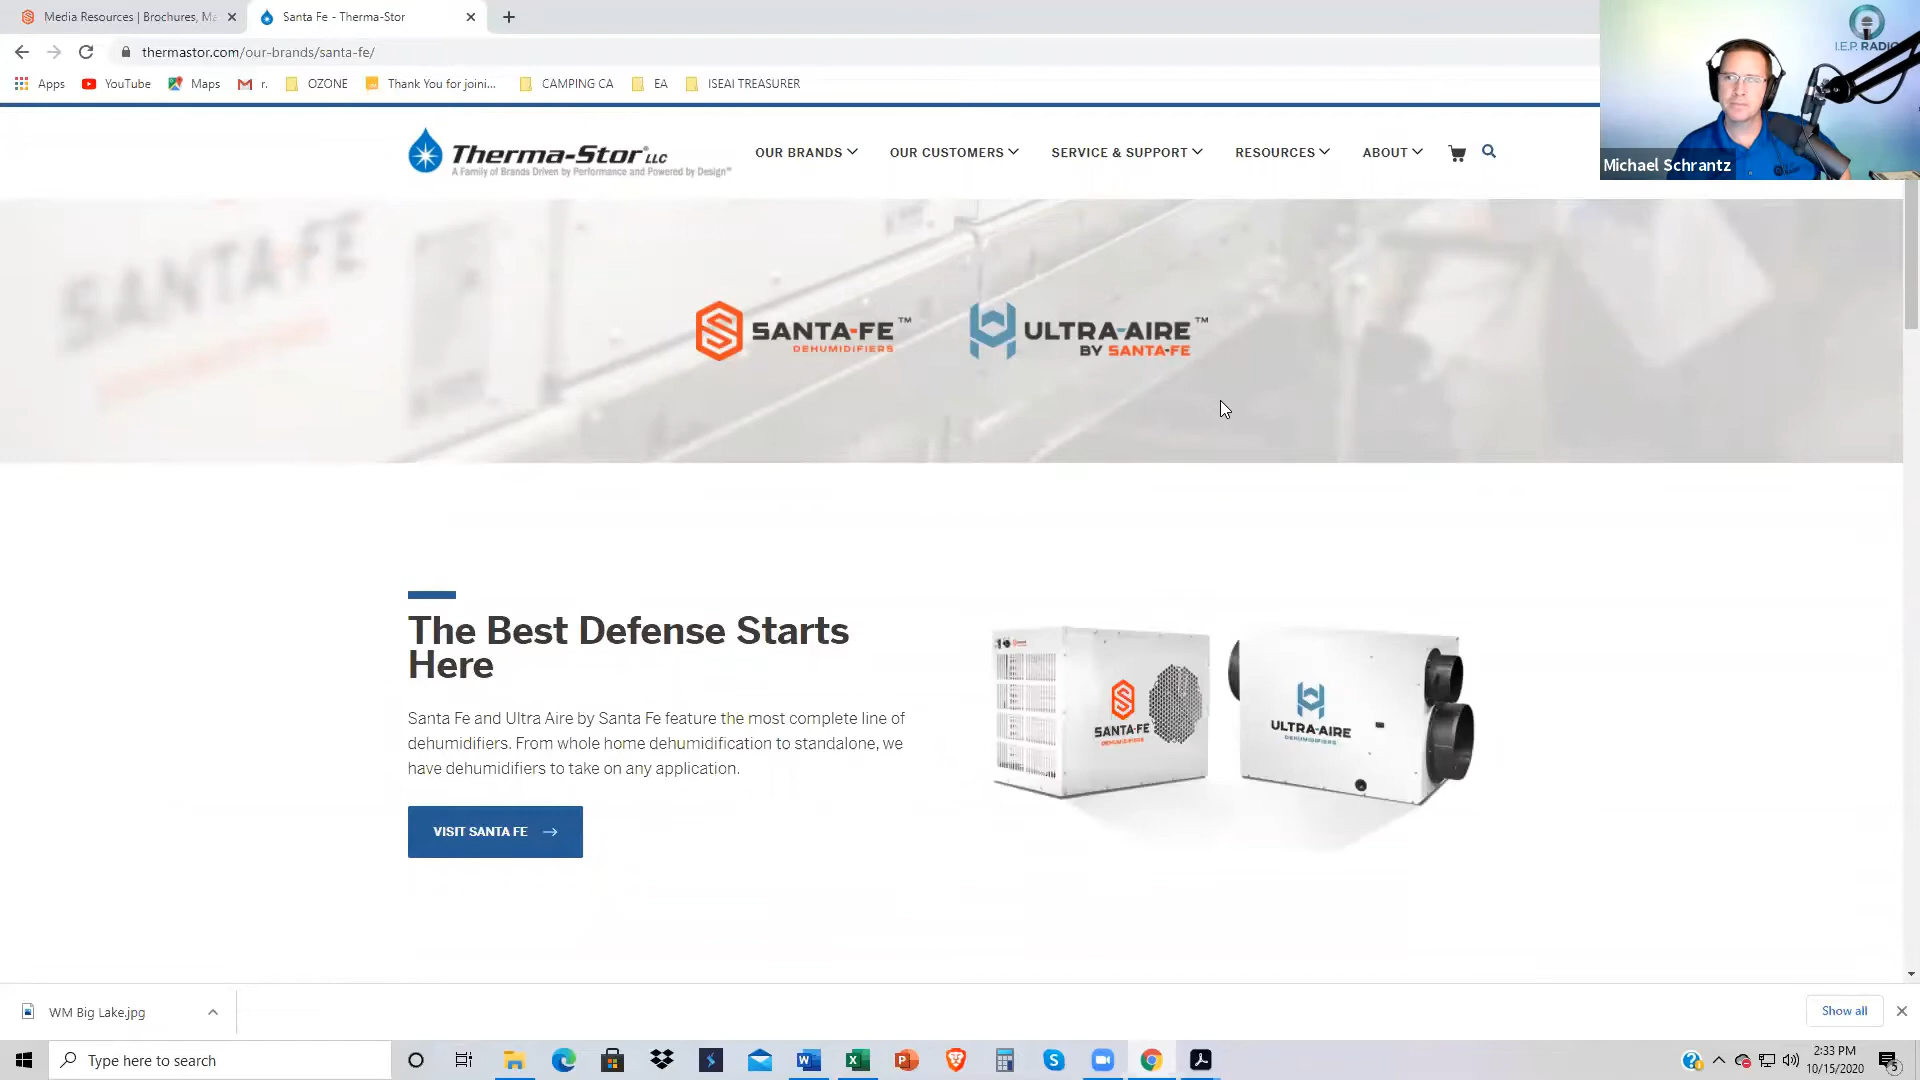 Media Resources | Brochures, Ma
Santa Fe - Therma-Stor
thermastor.com/our-brands/santa-fe/
Apps
YouTube
Maps
r.
OZONE
Thank You for joini...
CAMPING CA
EA
ISEAI TREASURER
I.E.P. RADIO
Michael Schrantz
Therma-Stor LLC
A Family of Brands Driven by Performance and Powered by Design™
OUR BRANDS
OUR CUSTOMERS
SERVICE & SUPPORT
RESOURCES
ABOUT
SANTA-FE
SANTA-FE™
DEHUMIDIFIERS
ULTRA-AIRE™
BY SANTA-FE
The Best Defense Starts
Here
Santa Fe and Ultra Aire by Santa Fe feature the most complete line of
dehumidifiers. From whole home dehumidification to standalone, we
have dehumidifiers to take on any application.
VISIT SANTA FE
SANTA-FE
DEHUMIDIFIERS
ULTRA-AIRE
DEHUMIDIFIERS
WM Big Lake.jpg
Show all
Type here to search
2:33 PM
10/15/2020
5